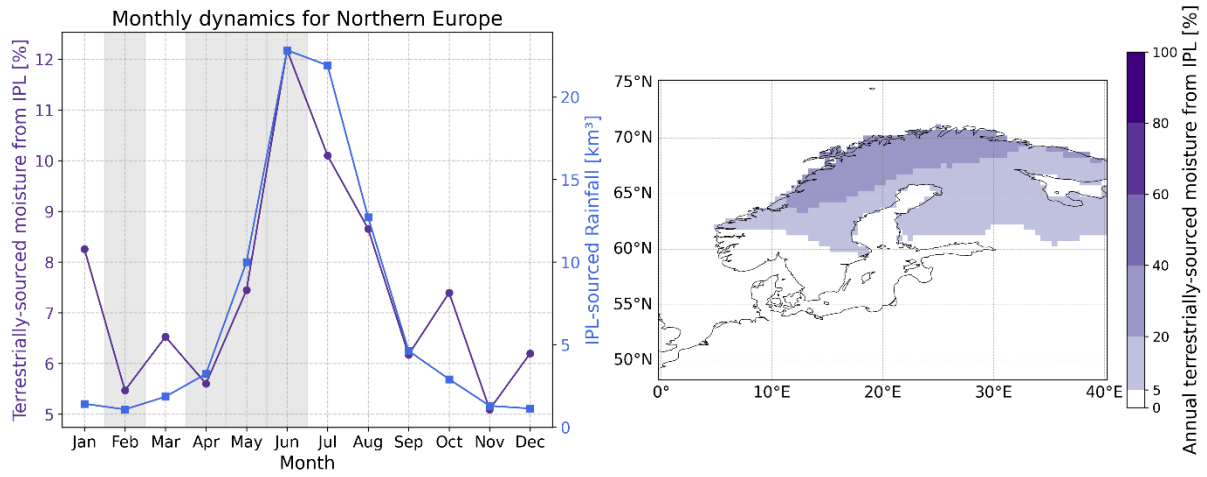 Monthly dynamics for Northern Europe
Terrestrially-sourced moisture from IPL [%]
12
11
10
9
8
7
6
5
Jan Feb Mar Apr May Jun Jul Aug Sep Oct Nov Dec
Month
20
15
10
5
0
IPL-sourced Rainfall [km³]
75°N
70°N
65°N
60°N
55°N
50°N
0° 10°E 20°E 30°E 40°E
100
80
60
40
20
5
0
Annual terrestrially-sourced moisture from IPL [%]